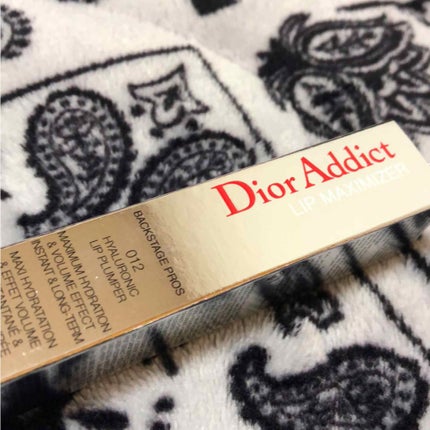 Dior Addict
LIP MAXIMIZER
BACKSTAGE PROS
012
HYALURONIC
LIP PLUMPER
MAXIMUM HYDRATION
& VOLUME EFFECT
INSTANT & LONG-TERM
MAXI HYDRATATION
& EFFET VOLUME